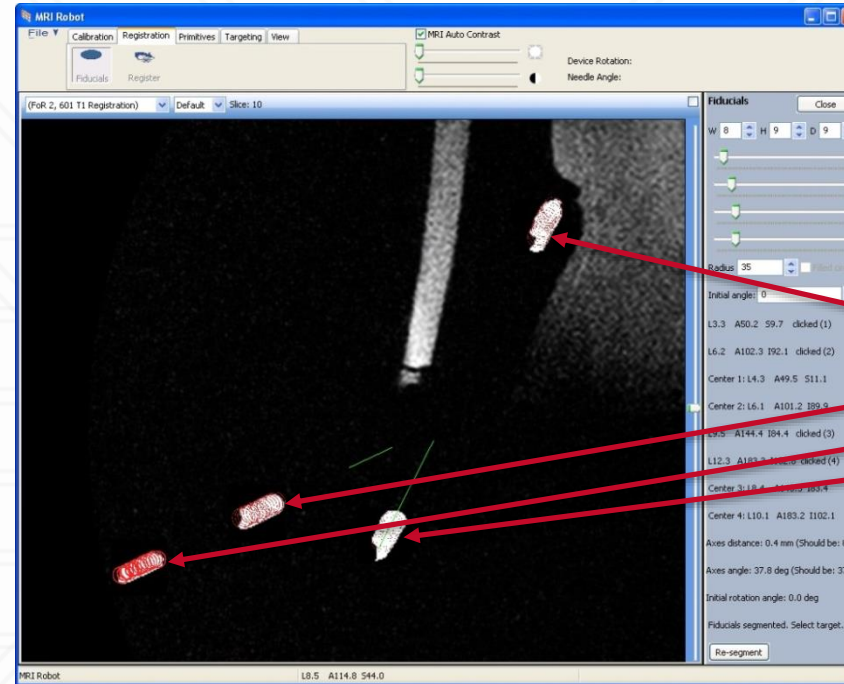 MRI Robot
File
Calibration Registration Primitives Targeting View
MRI Auto Contrast
Fiducials Register
Device Rotation:
Needle Angle:
(FoR 2, 601 T1 Registration) Default Slice: 10
Fiducials Close
W 8 H 9 D 9
Radius 35
Initial angle: 0
L3.3 A50.2 S9.7 clicked (1)
L6.2 A102.3 I92.1 clicked (2)
Center 1: L4.3 A49.5 S11.1
Center 2: L6.1 A101.2 I89.9
L9.5 A144.4 I84.4 clicked (3)
L12.3 clicked (4)
Center 3: L8.4
Center 4: L10.1 A183.2 I102.1
Axes distance: 0.4 mm (Should be:
Axes angle: 37.8 deg (Should be:
Initial rotation angle: 0.0 deg
Fiducials segmented. Select target.
Re-segment
MRI Robot L8.5 A114.8 S44.0